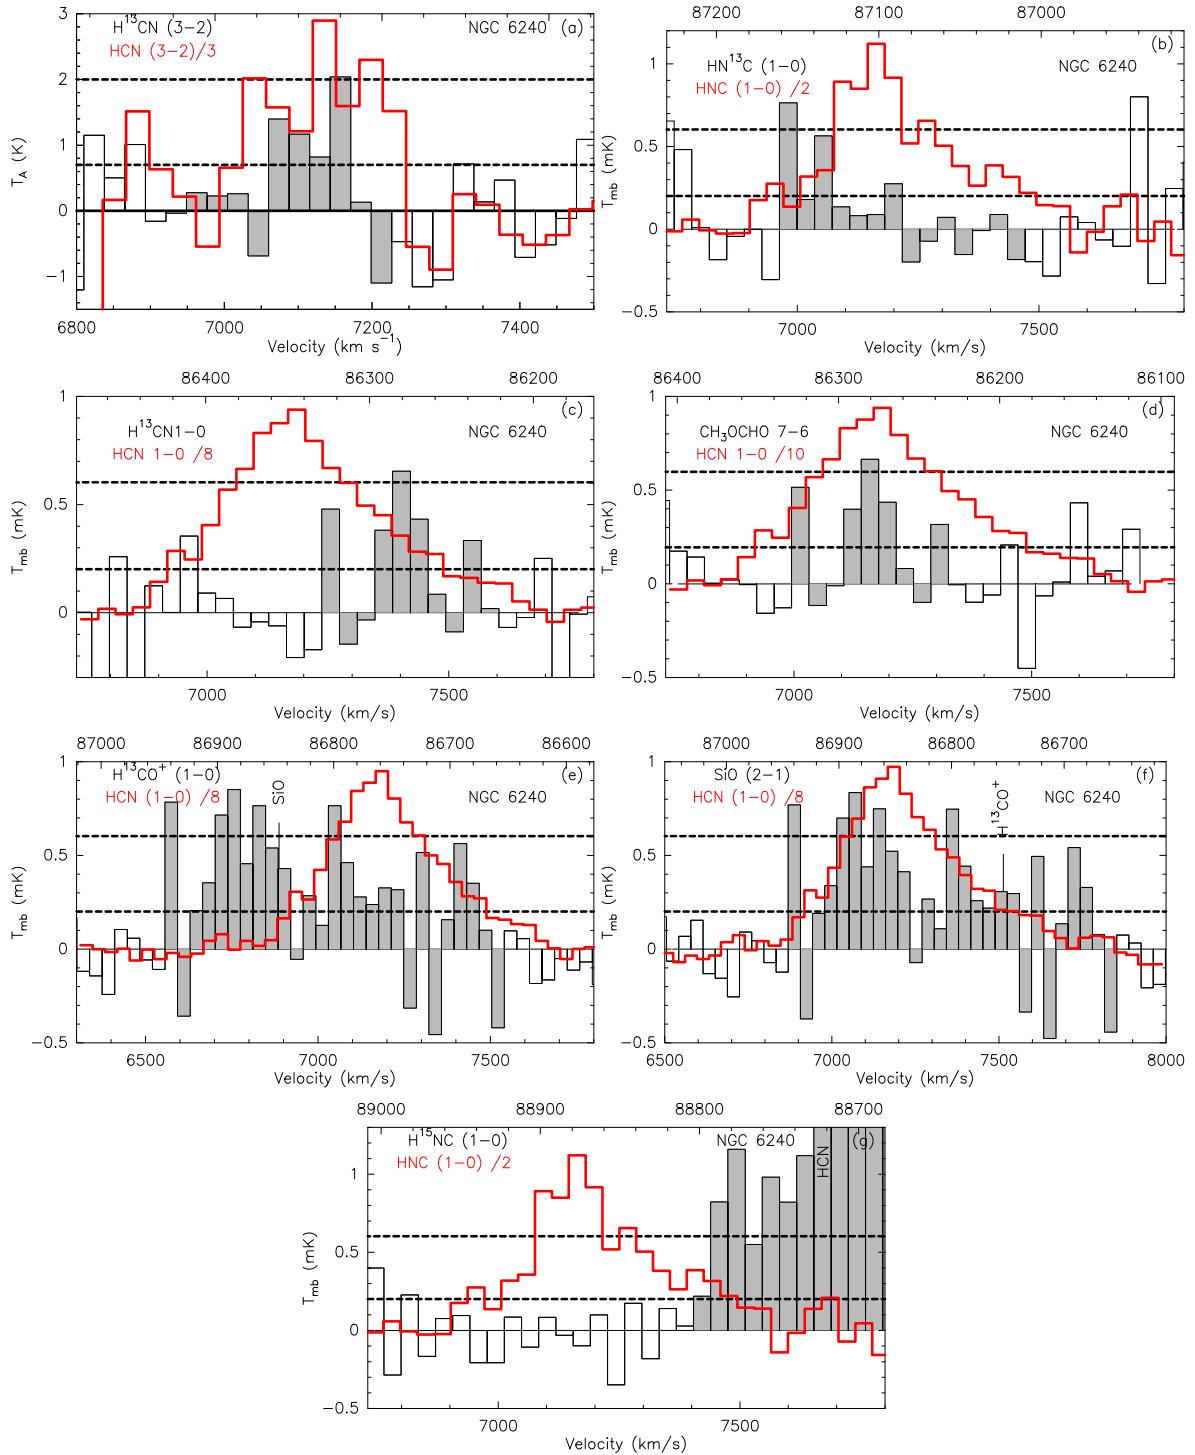 H¹³CN (3−2) NGC 6240 (a)
HCN (3−2)/3
T_A (K)
3
2
1
0
−1
6800 7000 7200 7400
Velocity (km s⁻¹)
87200 87100 87000
(b)
HN¹³C (1−0) NGC 6240
HNC (1−0) /2
T_mb (mK)
1
0.5
0
−0.5
7000 7500
Velocity (km/s)
86400 86300 86200
(c)
H¹³CN1−0 NGC 6240
HCN 1−0 /8
T_mb (mK)
1
0.5
0
7000 7500
Velocity (km/s)
86400 86300 86200 86100
(d)
CH₃OCHO 7−6 NGC 6240
HCN 1−0 /10
T_mb (mK)
1
0.5
0
−0.5
7000 7500
Velocity (km/s)
87000 86900 86800 86700 86600
H¹³CO⁺ (1−0) (e)
HCN (1−0) /8 SiO NGC 6240
T_mb (mK)
1
0.5
0
−0.5
6500 7000 7500
Velocity (km/s)
87000 86900 86800 86700
SiO (2−1) (f)
HCN (1−0) /8 H¹³CO⁺ NGC 6240
T_mb (mK)
1
0.5
0
−0.5
6500 7000 7500 8000
Velocity (km/s)
89000 88900 88800 88700
H¹⁵NC (1−0) NGC 6240 HCN (g)
HNC (1−0) /2
T_mb (mK)
1
0.5
0
−0.5
7000 7500
Velocity (km/s)